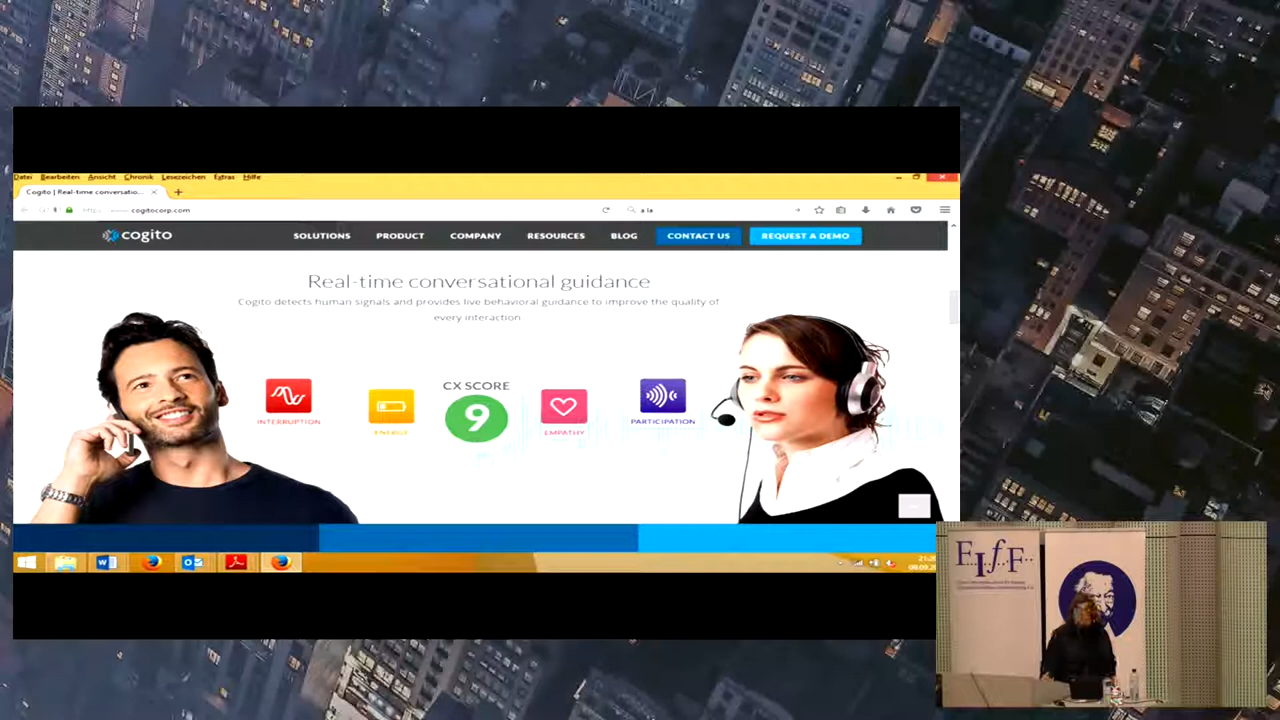 Datei Bearbeiten Ansicht Chronik Lesezeichen Extras Hilfe
Cogito | Real-time conversatio...
cogitocorp.com
a la
cogito
SOLUTIONS PRODUCT COMPANY RESOURCES BLOG CONTACT US REQUEST A DEMO
Real-time conversational guidance
Cogito detects human signals and provides live behavioral guidance to improve the quality of
every interaction
CX SCORE
9
INTERRUPTION
ENERGY
EMPATHY
PARTICIPATION
F..I..f..F..